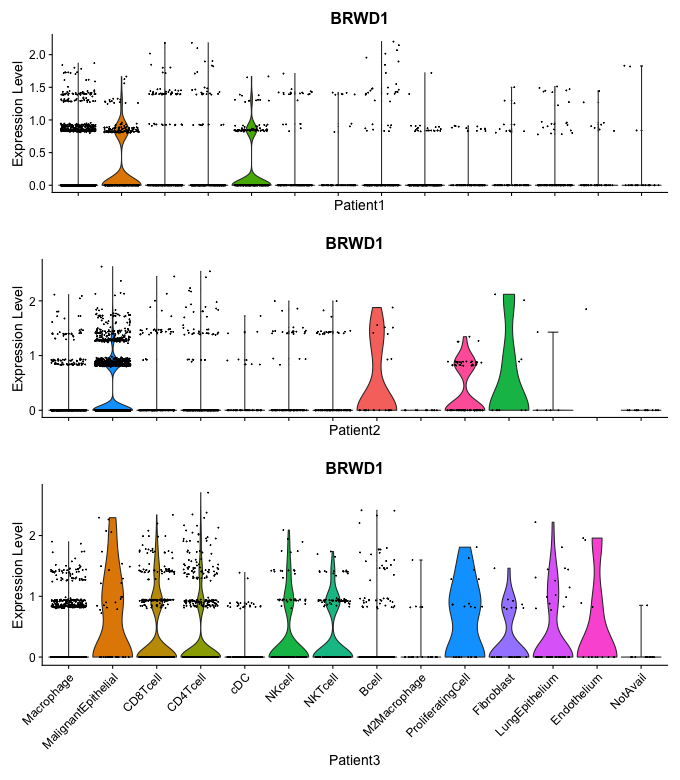 BRWD1
Expression Level
2.0
1.5
1.0
0.5
0.0
Patient1
BRWD1
Expression Level
2
1
0
Patient2
BRWD1
Expression Level
2
1
0
Macrophage
MalignantEpithelial
CD8Tcell
CD4Tcell
cDC
NKcell
NKTcell
Bcell
M2Macrophage
ProliferatingCell
Fibroblast
LungEpithelium
Endothelium
NotAvail
Patient3